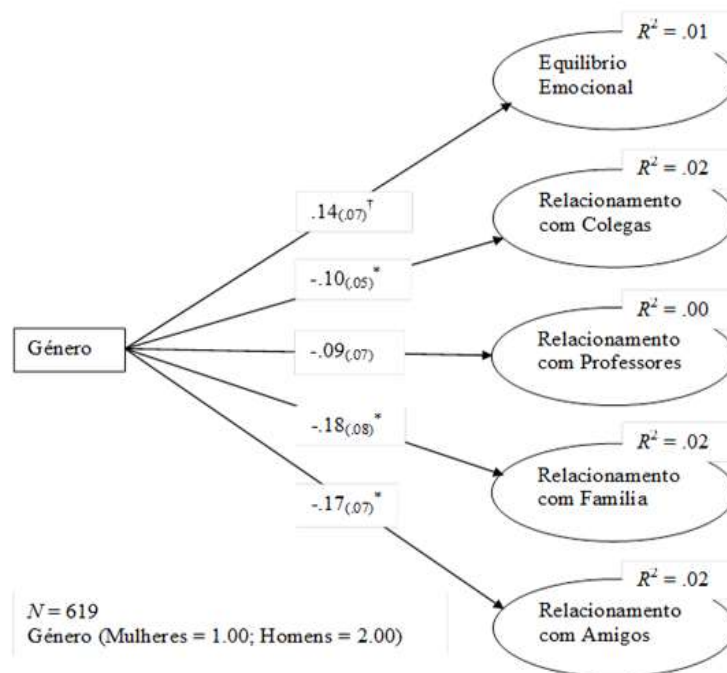 R² = .01
Equilibrio
Emocional
R² = .02
Relacionamento
com Colegas
R² = .00
Relacionamento
com Professores
R² = .02
Relacionamento
com Familia
R² = .02
Relacionamento
com Amigos
.14(.07)†
-.10(.05)*
-.09(.07)
-.18(.08)*
-.17(.07)*
Género
N = 619
Género (Mulheres = 1.00; Homens = 2.00)